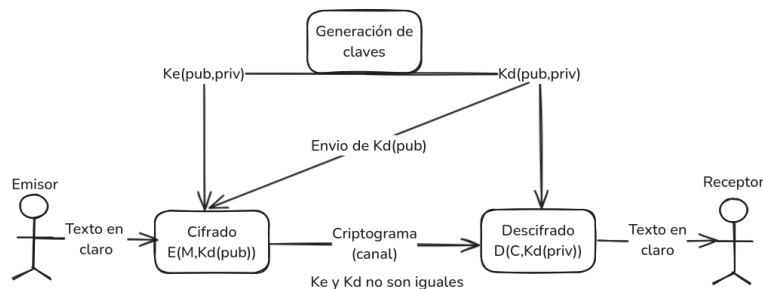 Generación de
claves
Ke(pub,priv)
Kd(pub,priv)
Envio de Kd(pub)
Emisor
Receptor
Texto en
claro
Cifrado
E(M,Kd(pub))
Criptograma
(canal)
Descifrado
D(C,Kd(priv))
Texto en
claro
Ke y Kd no son iguales